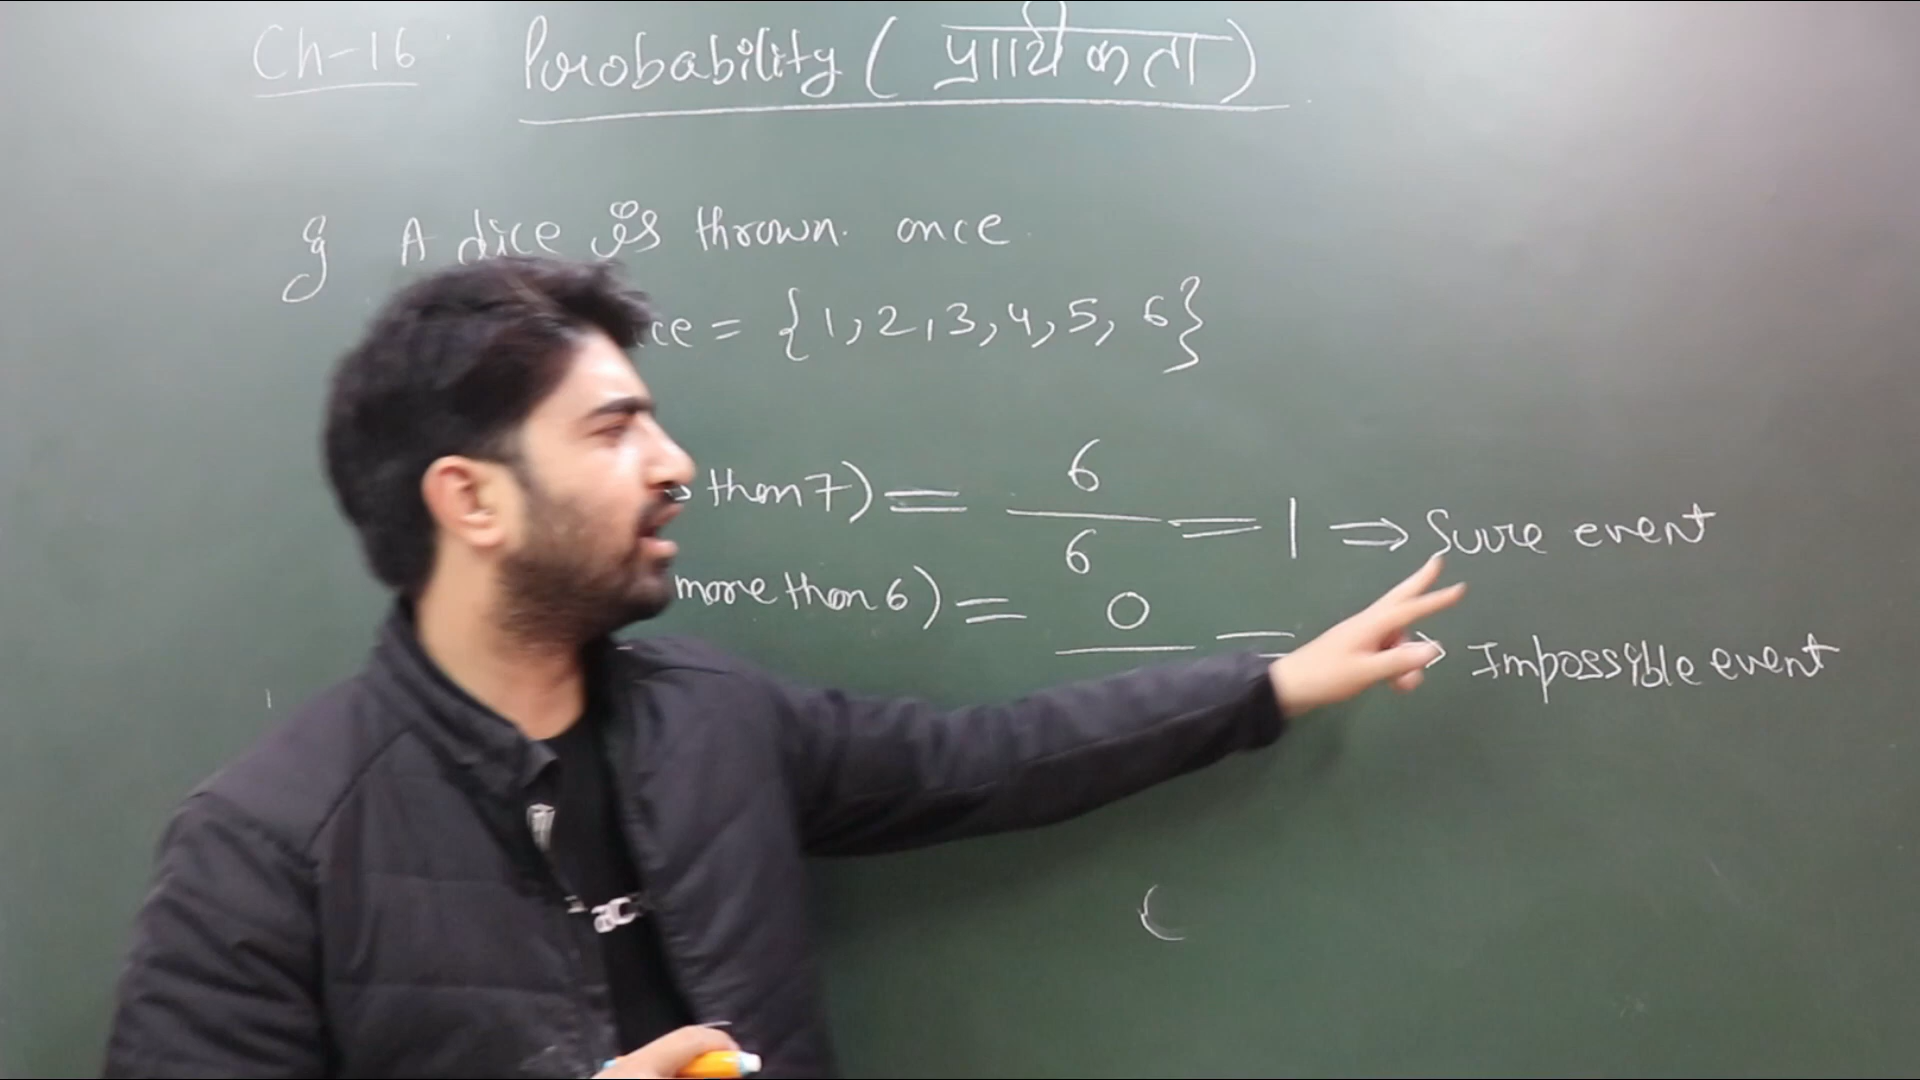 Ch-16 Probability (प्रायिकता)
eg A dice is thrown once
ce = {1, 2, 3, 4, 5, 6}
than 7) = 6/6 = 1 ⇒ Sure event
more than 6) = 0 = ⇒ Impossible event